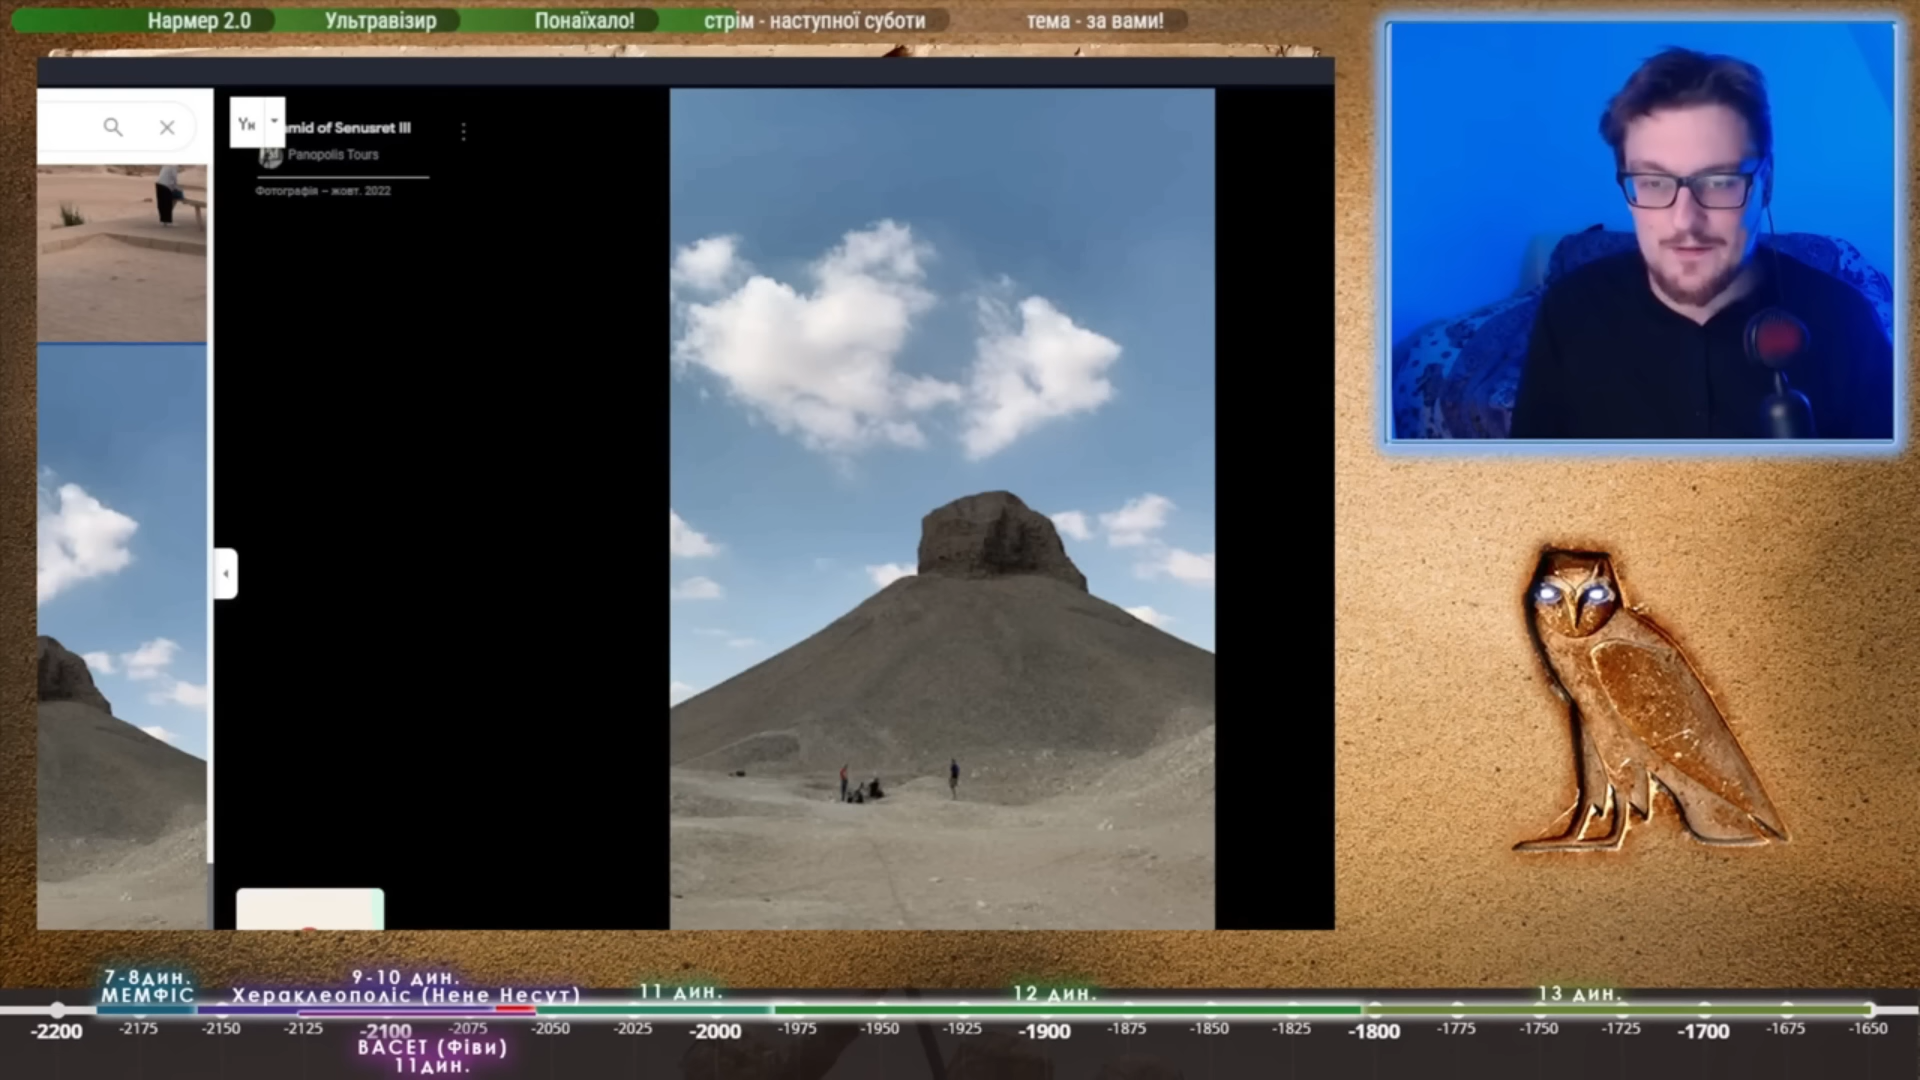 Нармер 2.0 Ультравізир Понаїхало! стрім - наступної суботи тема - за вами!
Ун
mid of Senusret III
Panopolis Tours
Фотографія – жовт. 2022
7-8дин.
МЕМФІС
9-10 дин.
Хераклеополіс (Нене Несут)
11 дин.
12 дин.
13 дин.
-2200 -2175 -2150 -2125 -2100 -2075 -2050 -2025 -2000 -1975 -1950 -1925 -1900 -1875 -1850 -1825 -1800 -1775 -1750 -1725 -1700 -1675 -1650
ВАСЕТ (Фіви)
11дин.